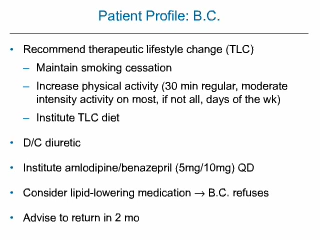 Patient Profile: B.C.
• Recommend therapeutic lifestyle change (TLC)
– Maintain smoking cessation
– Increase physical activity (30 min regular, moderate
intensity activity on most, if not all, days of the wk)
– Institute TLC diet
• D/C diuretic
• Institute amlodipine/benazepril (5mg/10mg) QD
• Consider lipid-lowering medication → B.C. refuses
• Advise to return in 2 mo